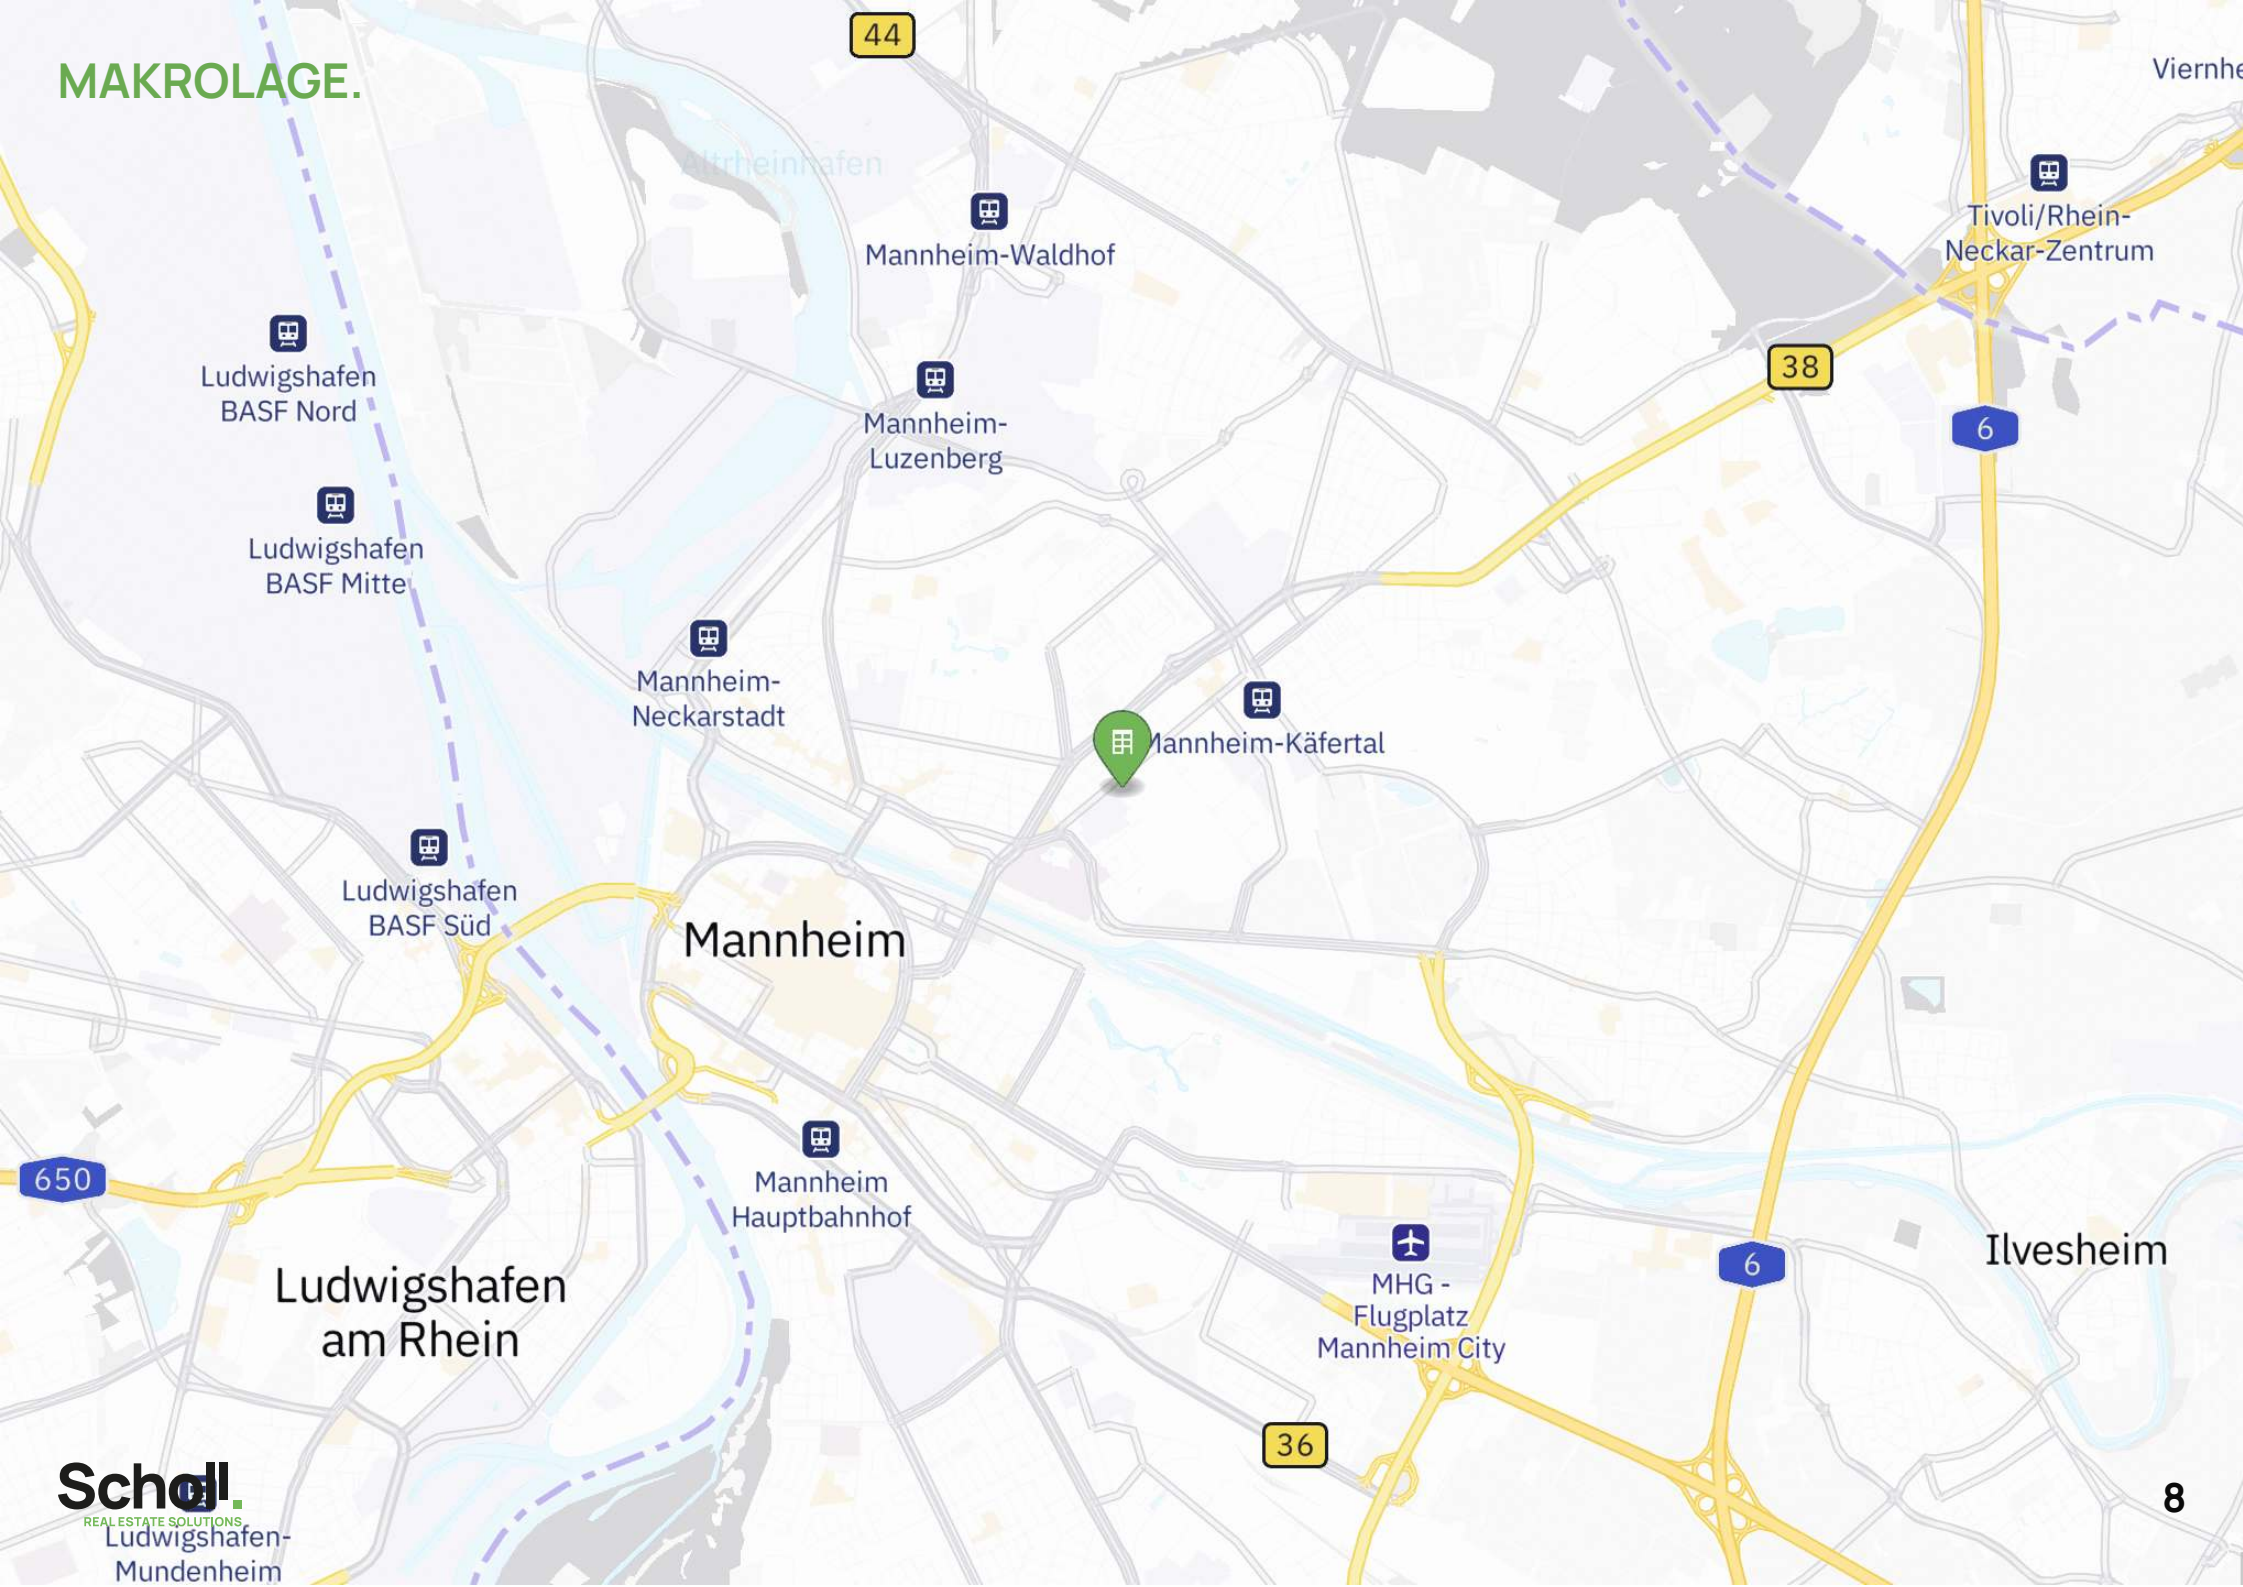 MAKROLAGE.
44
Viernhe
Altrheinhafen
Tivoli/Rhein-
Neckar-Zentrum
Mannheim-Waldhof
Ludwigshafen
BASF Nord
38
6
Mannheim-
Luzenberg
Ludwigshafen
BASF Mitte
Mannheim-
Neckarstadt
Mannheim-Käfertal
Ludwigshafen
BASF Süd
Mannheim
650
Mannheim
Hauptbahnhof
MHG -
Flugplatz
Mannheim City
6
Ilvesheim
Ludwigshafen
am Rhein
36
Scholl.
REAL ESTATE SOLUTIONS
Ludwigshafen-
Mundenheim
8